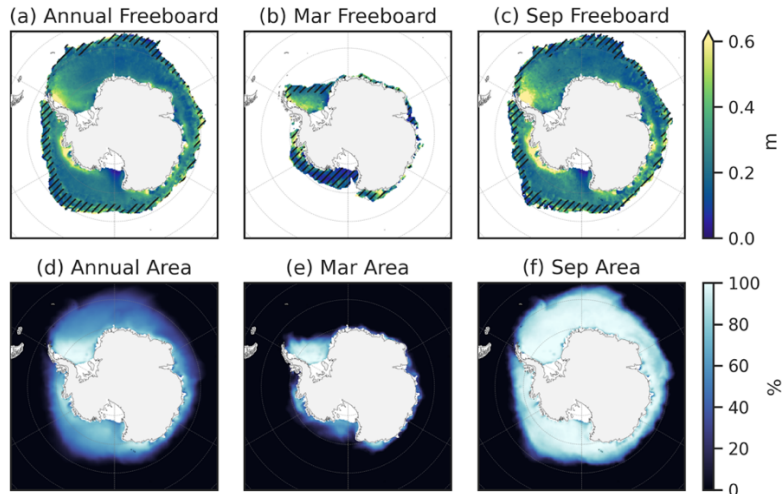 (a) Annual Freeboard
(b) Mar Freeboard
(c) Sep Freeboard
0.6
0.4
m
0.2
0.0
(d) Annual Area
(e) Mar Area
(f) Sep Area
100
80
60
%
40
20
0